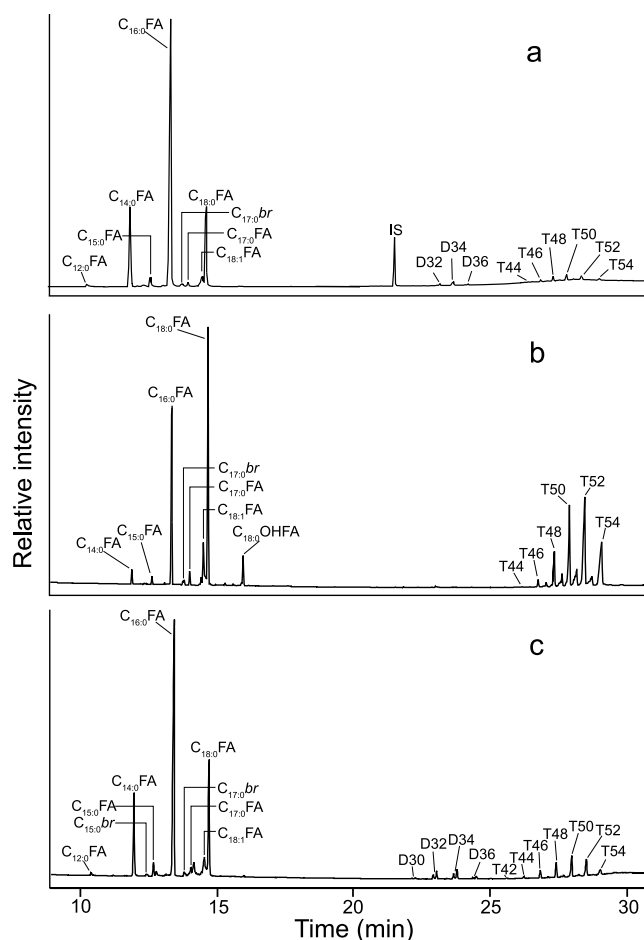 a
C16:0FA
C14:0FA
C15:0FA
C12:0FA
C18:0FA
C17:0br
C17:0FA
C18:1FA
IS
D32
D34
D36
T44
T46
T48
T50
T52
T54
b
C18:0FA
C16:0FA
C17:0br
C17:0FA
C18:1FA
C18:0OHFA
C15:0FA
C14:0FA
T44
T46
T48
T50
T52
T54
Relative intensity
c
C16:0FA
C14:0FA
C15:0FA
C15:0br
C12:0FA
C18:0FA
C17:0br
C17:0FA
C18:1FA
D30
D32
D34
D36
T42
T44
T46
T48
T50
T52
T54
10 15 20 25 30
Time (min)